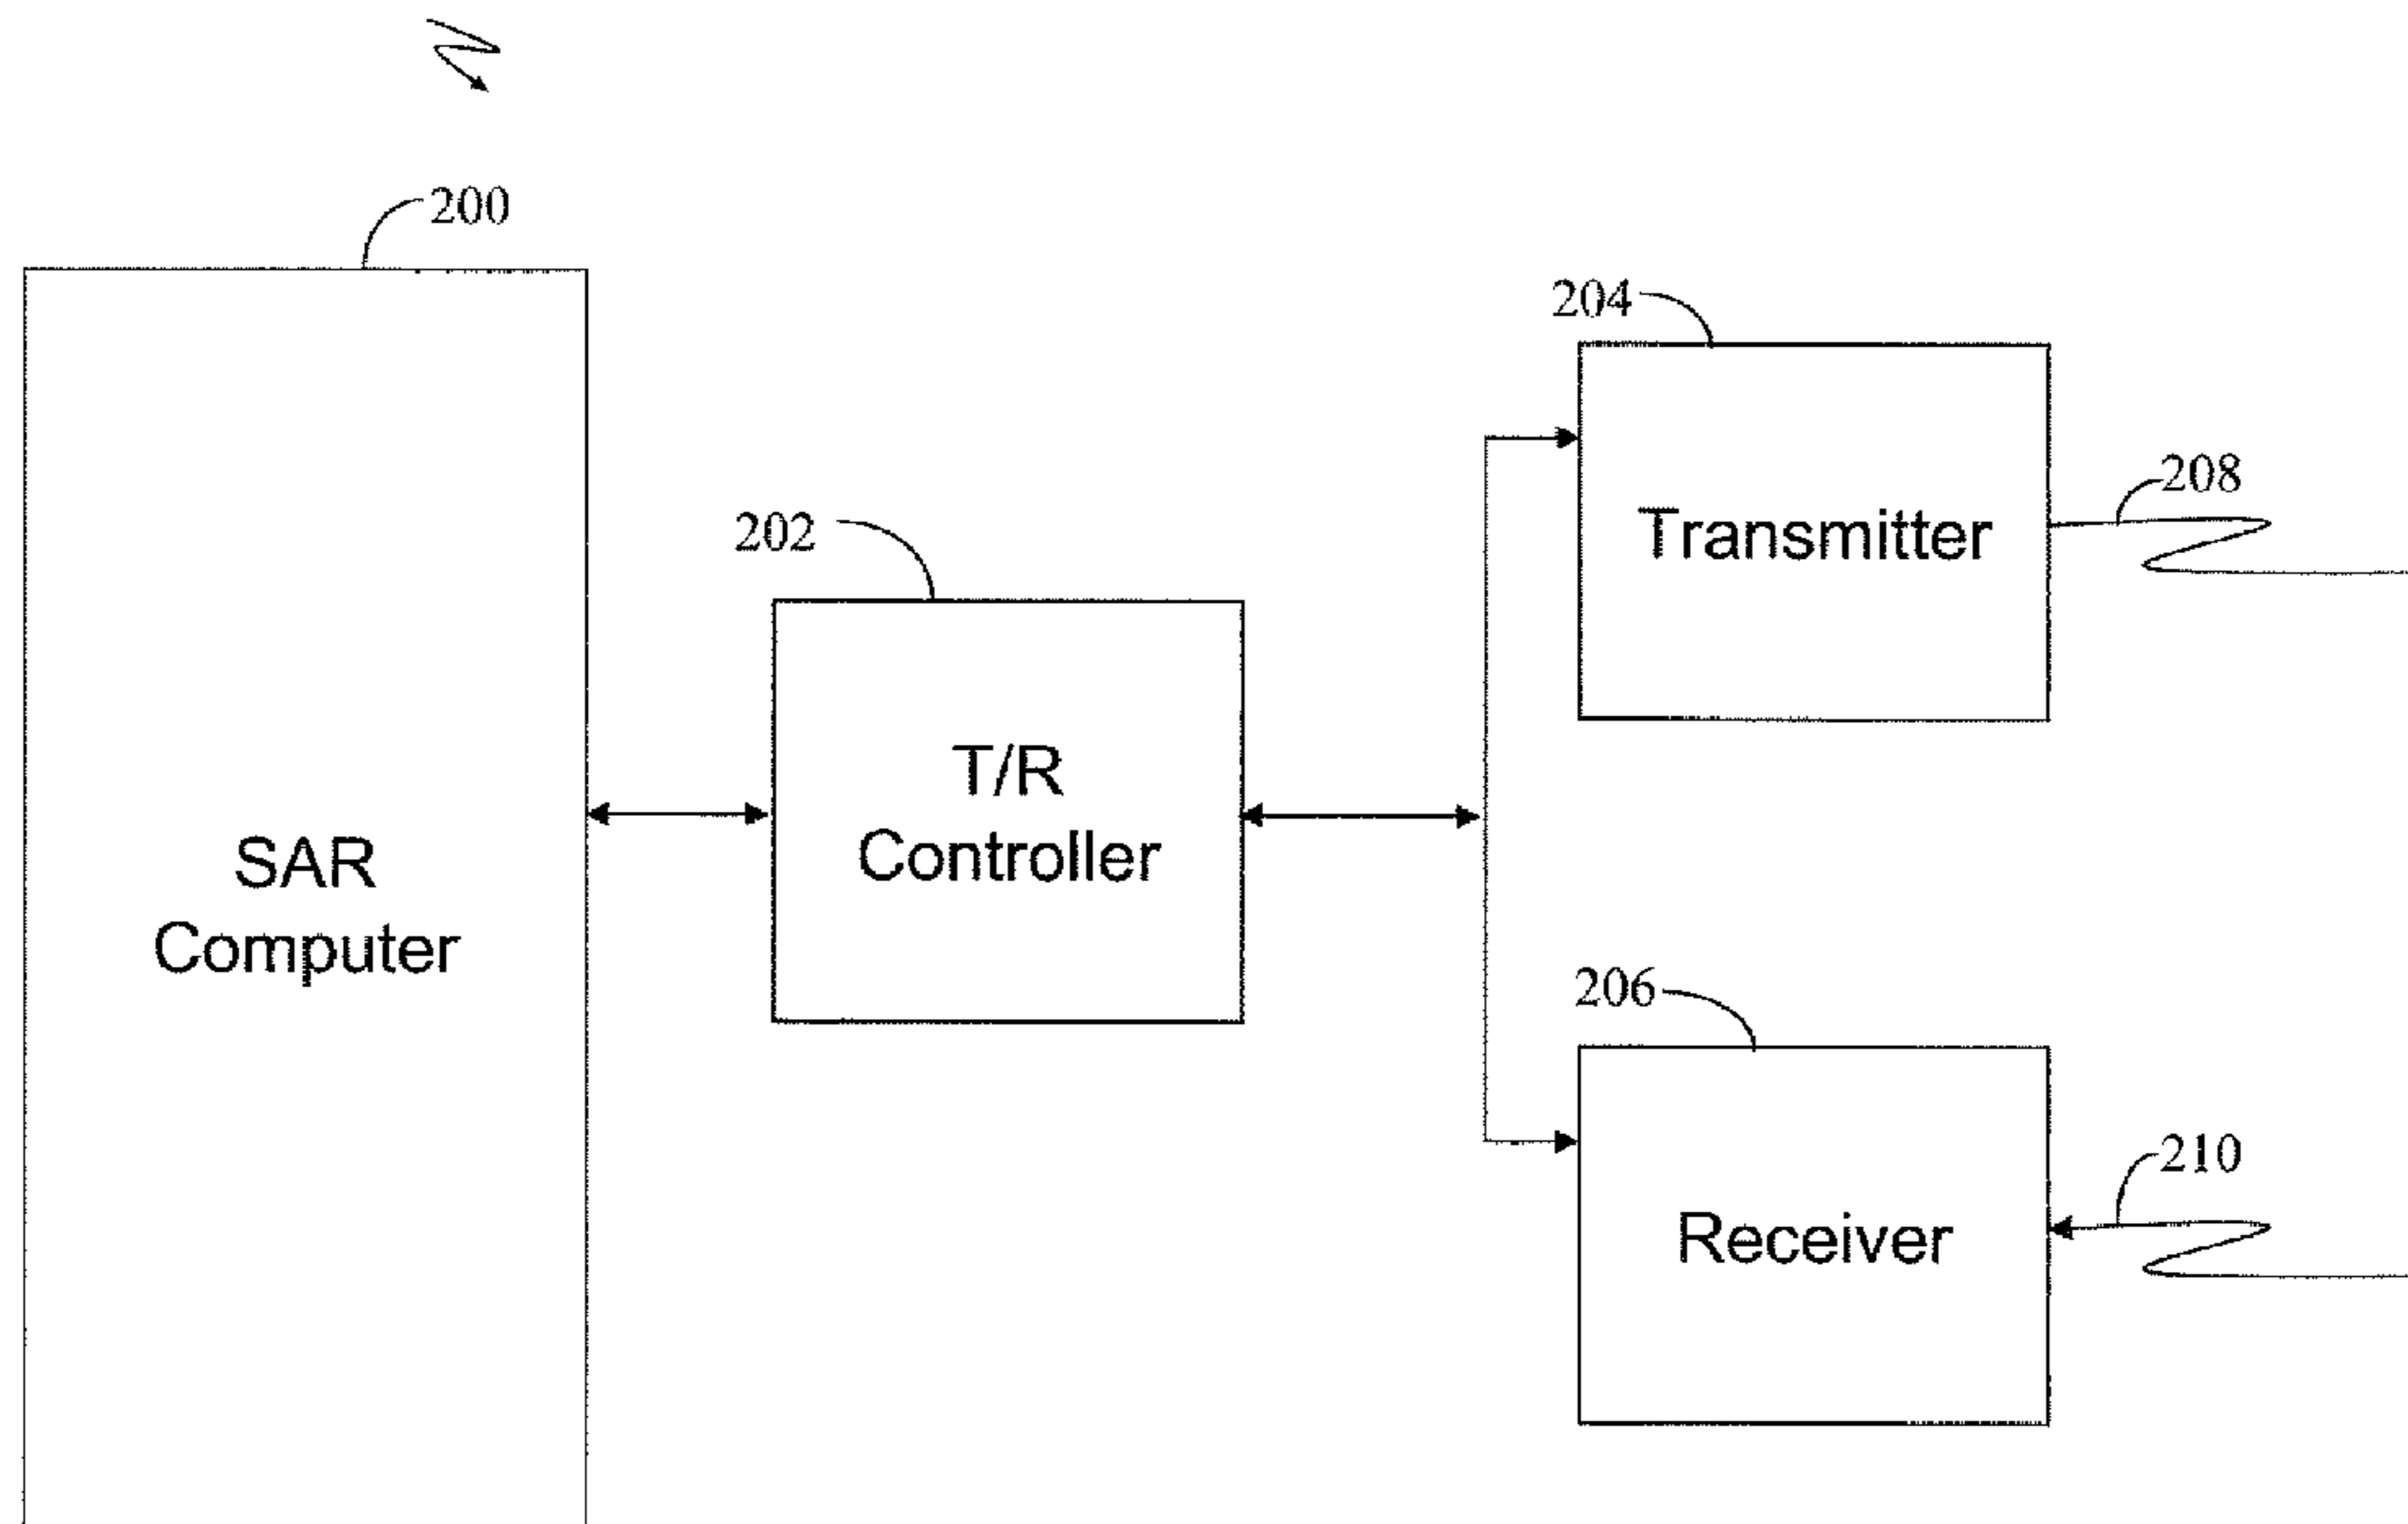 200
204
208
202
Transmitter
T/R
Controller
SAR
Computer
206
210
Receiver